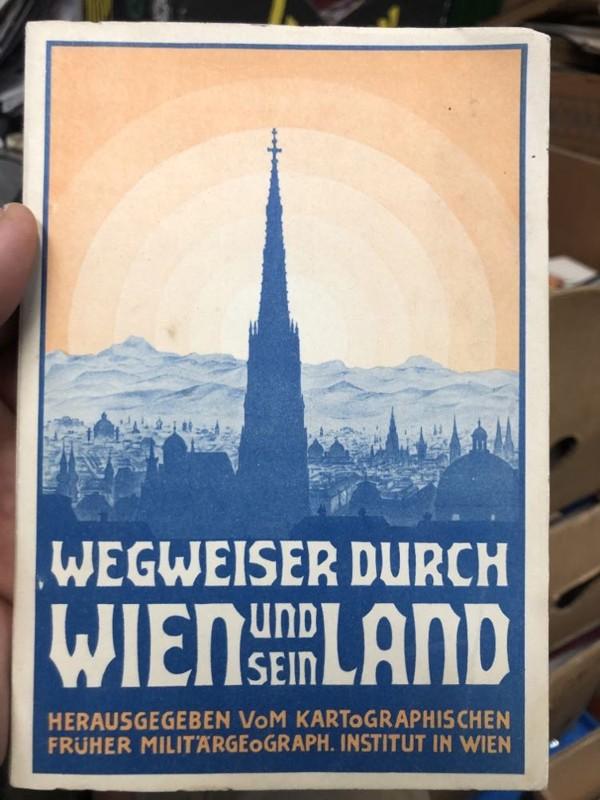 WEGWEISER DURCH
WIEN UND SEIN LAND
HERAUSGEGEBEN VOM KARTOGRAPHISCHEN
FRÜHER MILITÄRGEOGRAPH. INSTITUT IN WIEN